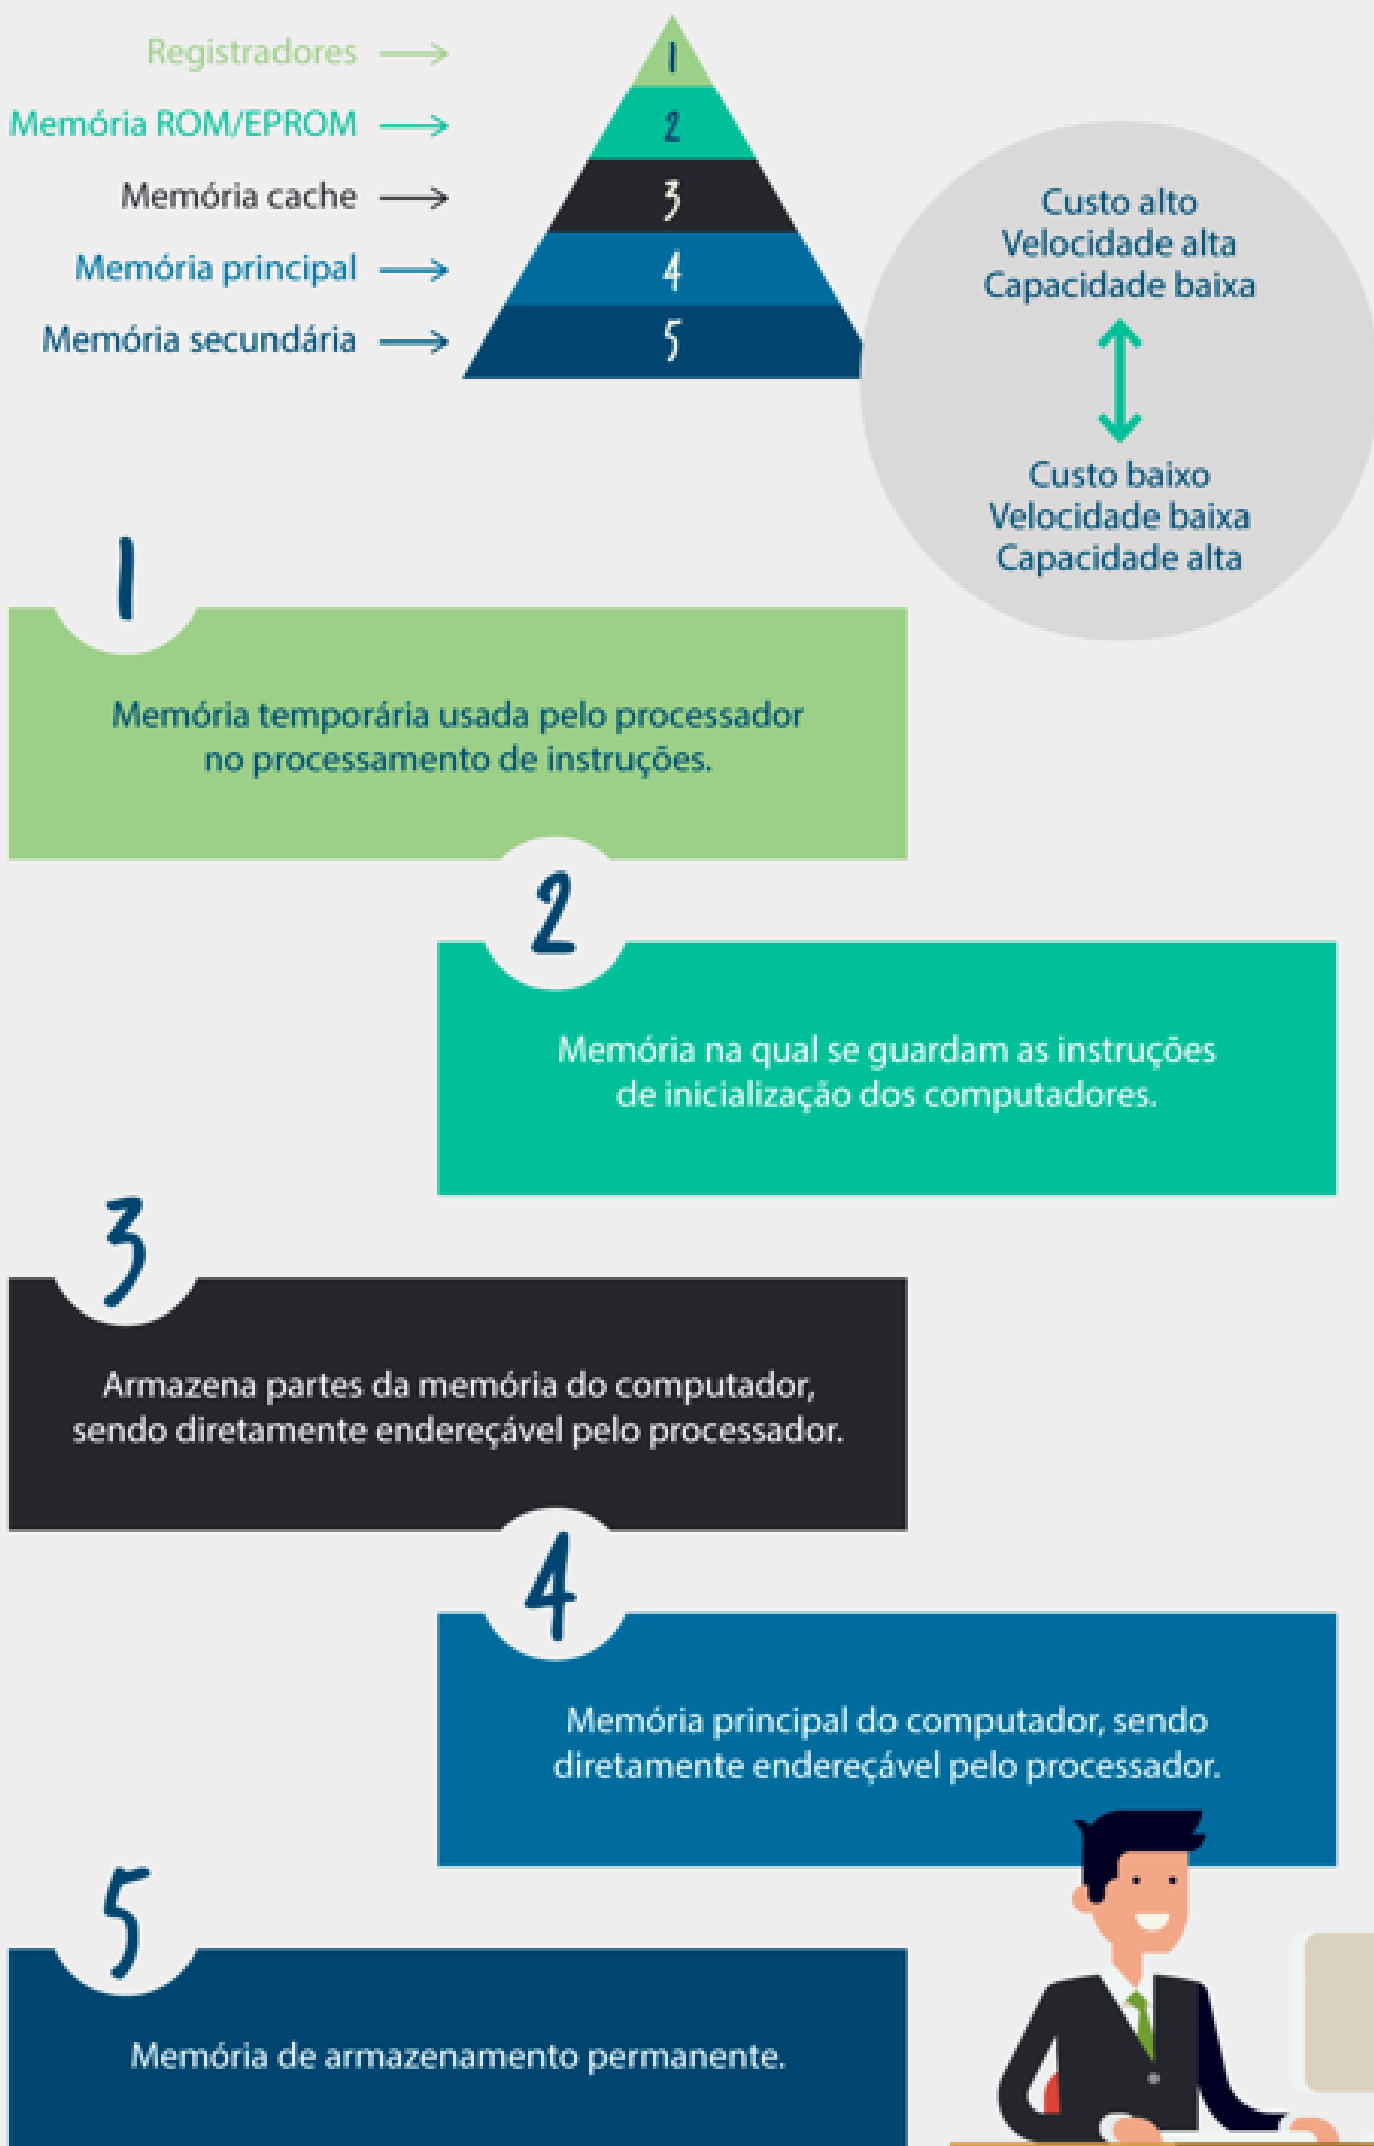 Registradores
Memória ROM/EPROM
Memória cache
Memória principal
Memória secundária
1
2
3
4
5
Custo alto
Velocidade alta
Capacidade baixa
Custo baixo
Velocidade baixa
Capacidade alta
1
Memória temporária usada pelo processador
no processamento de instruções.
2
Memória na qual se guardam as instruções
de inicialização dos computadores.
3
Armazena partes da memória do computador,
sendo diretamente endereçável pelo processador.
4
Memória principal do computador, sendo
diretamente endereçável pelo processador.
5
Memória de armazenamento permanente.